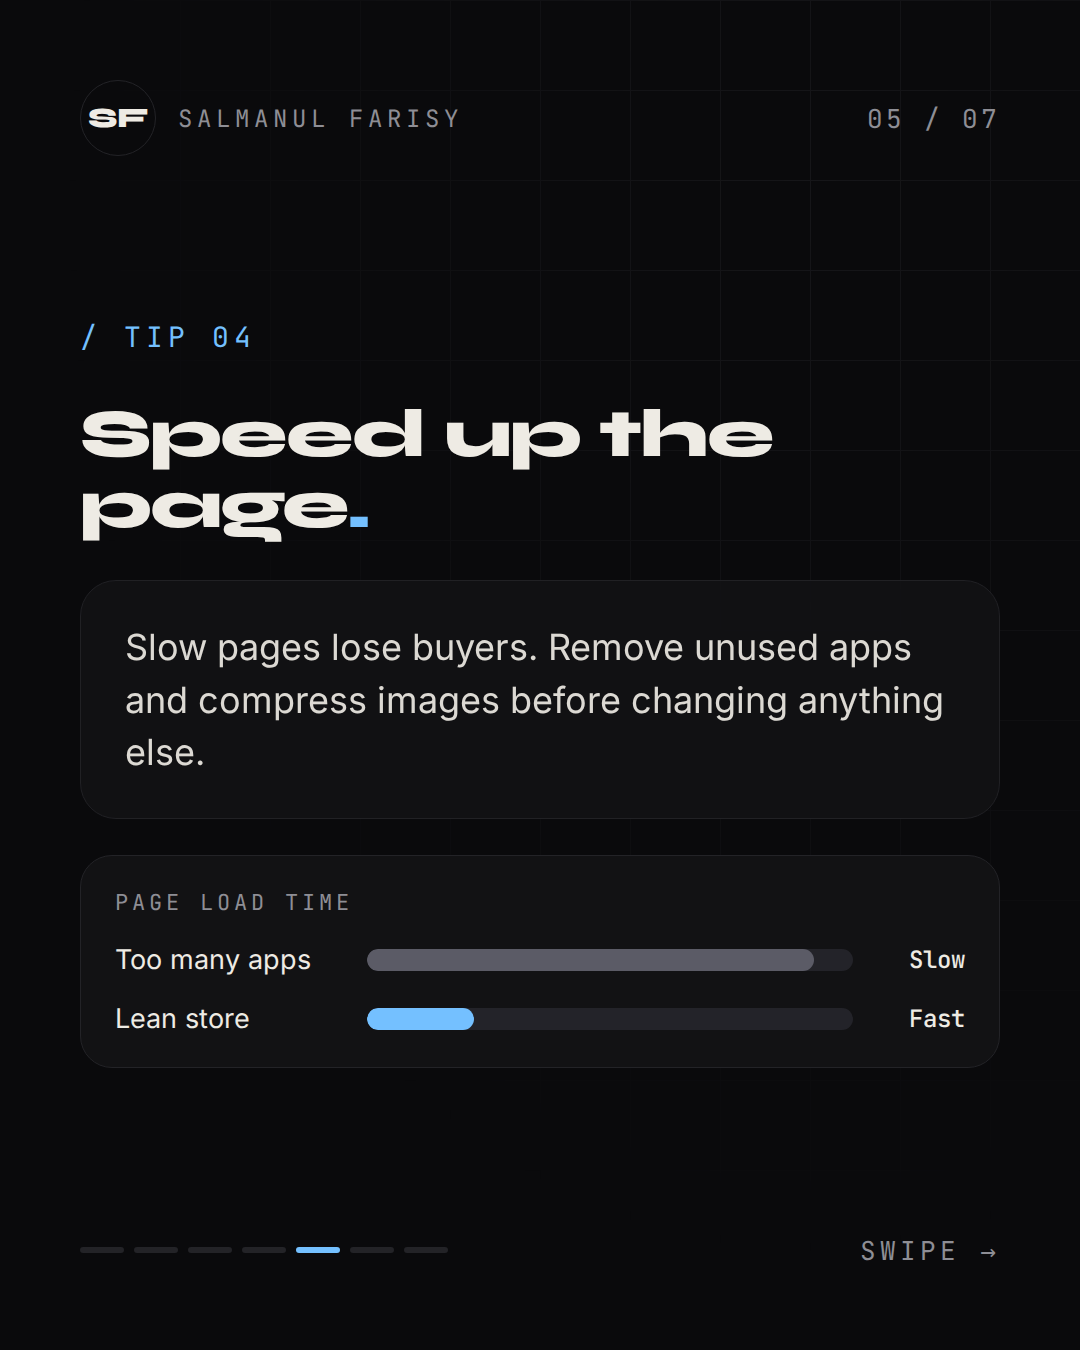 SF SALMANUL FARISY 05 / 07
/ TIP 04
Speed up the
page.
Slow pages lose buyers. Remove unused apps
and compress images before changing anything
else.
PAGE LOAD TIME
Too many apps Slow
Lean store Fast
SWIPE →